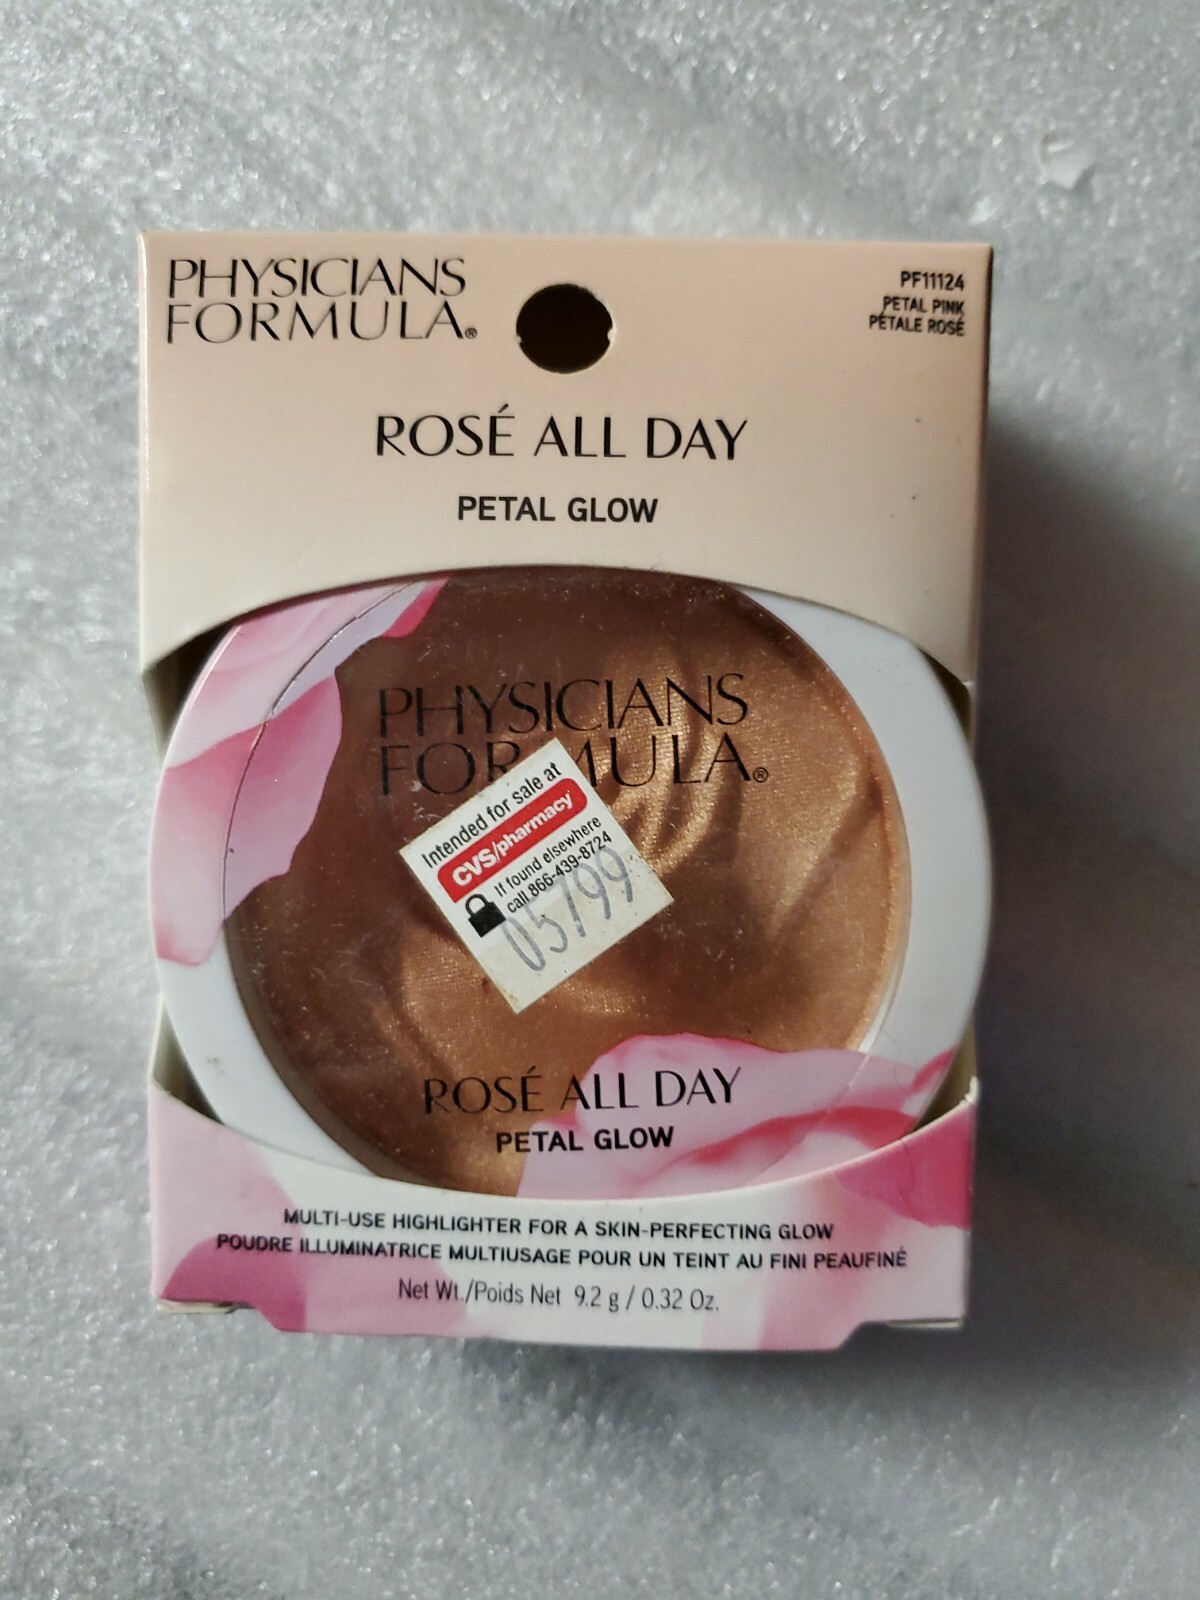 PHYSICIANS
FORMULA®
PF11124
PETAL PINK
PÉTALE ROSÉ
ROSÉ ALL DAY
PETAL GLOW
PHYSICIANS
FORMULA®
Intended for sale at
CVS/pharmacy
If found elsewhere
call 866-439-8724
05799
ROSÉ ALL DAY
PETAL GLOW
MULTI-USE HIGHLIGHTER FOR A SKIN-PERFECTING GLOW
POUDRE ILLUMINATRICE MULTIUSAGE POUR UN TEINT AU FINI PEAUFINÉ
Net Wt./Poids Net 9.2 g / 0.32 Oz.